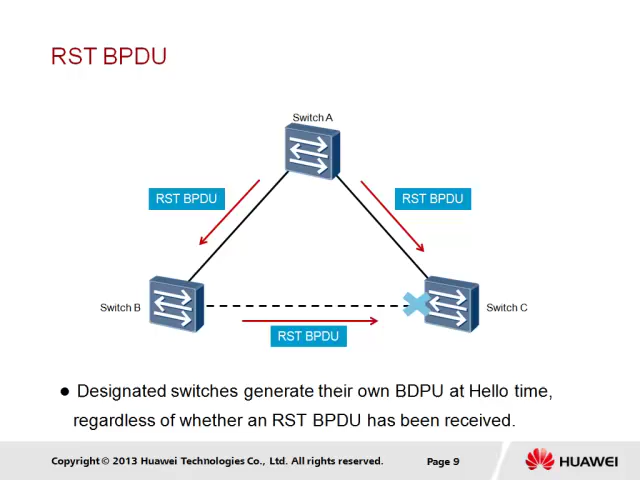 RST BPDU
Switch A
RST BPDU
RST BPDU
Switch B
Switch C
RST BPDU
● Designated switches generate their own BDPU at Hello time,
regardless of whether an RST BPDU has been received.
Copyright © 2013 Huawei Technologies Co., Ltd. All rights reserved.
Page 9
HUAWEI